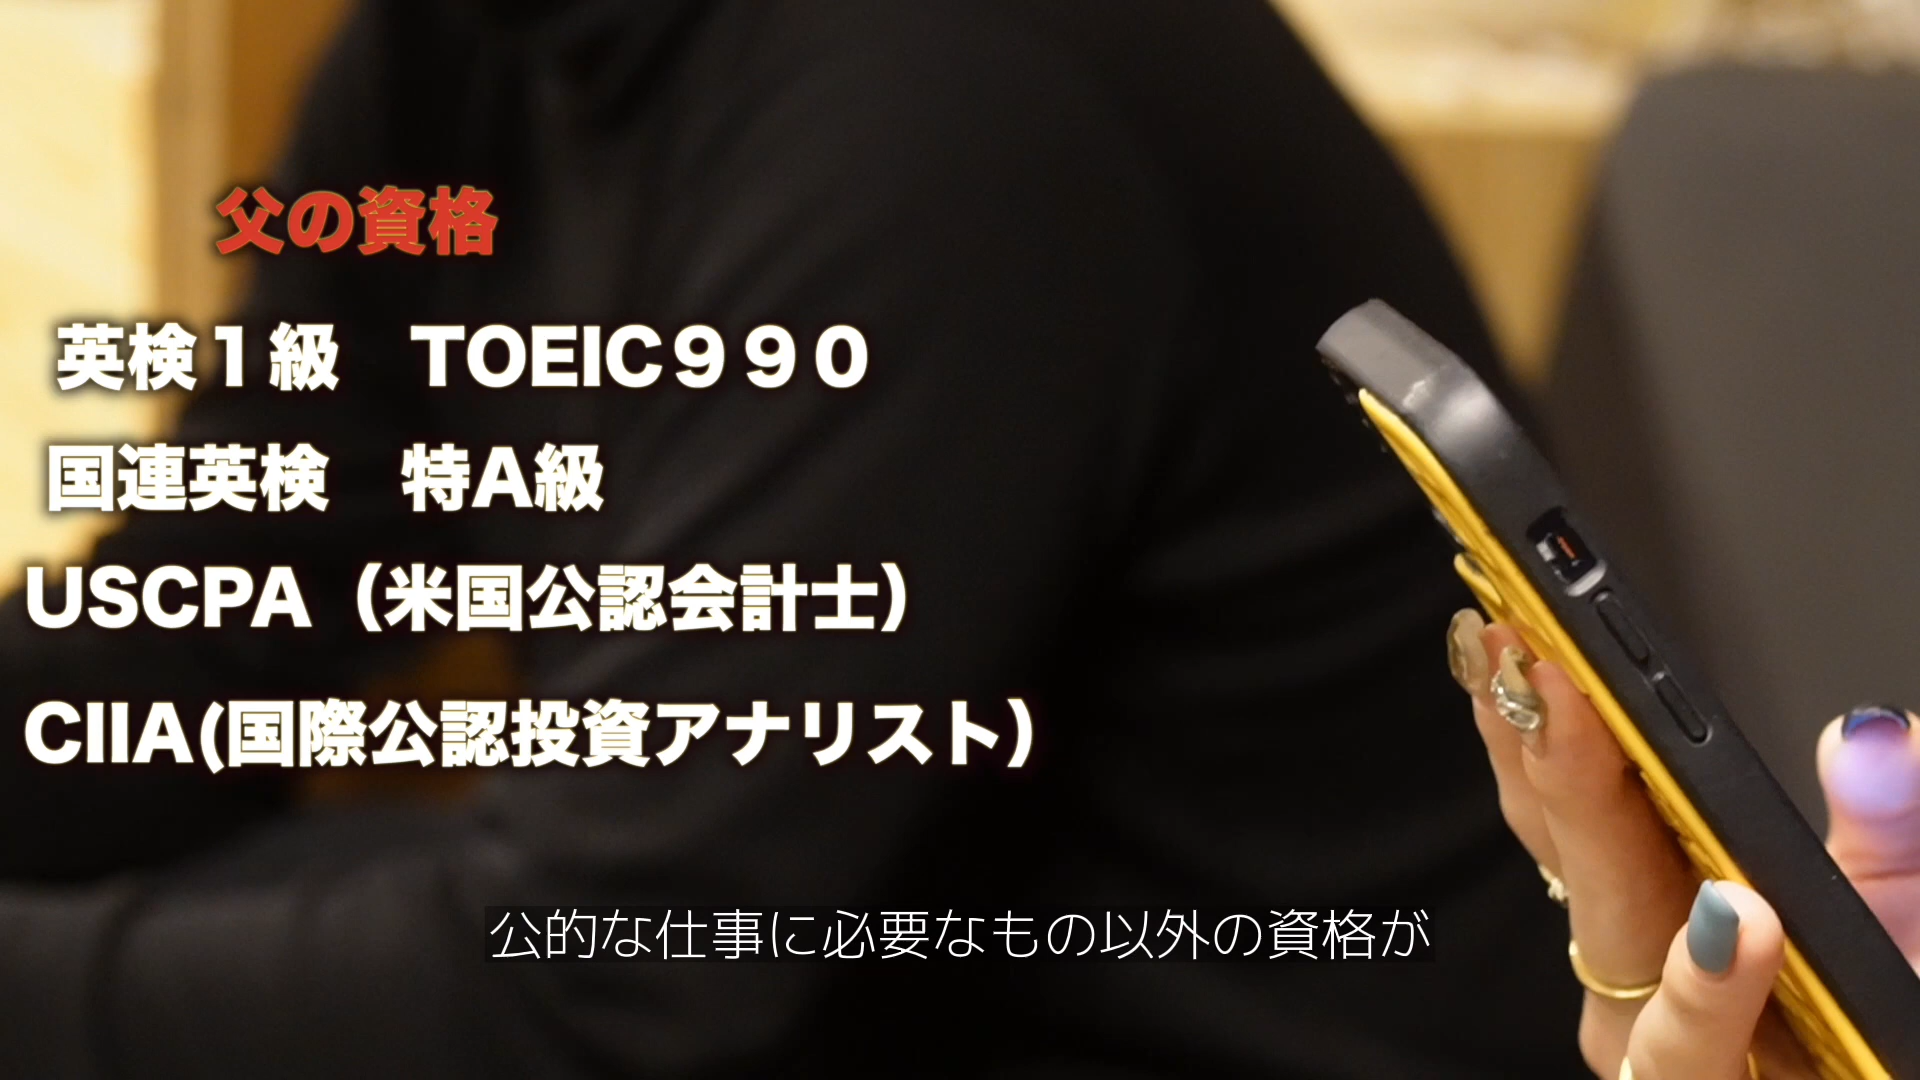 父の資格
英検１級　TOEIC９９０
国連英検　特A級
USCPA（米国公認会計士）
CIIA(国際公認投資アナリスト）
公的な仕事に必要なもの以外の資格が